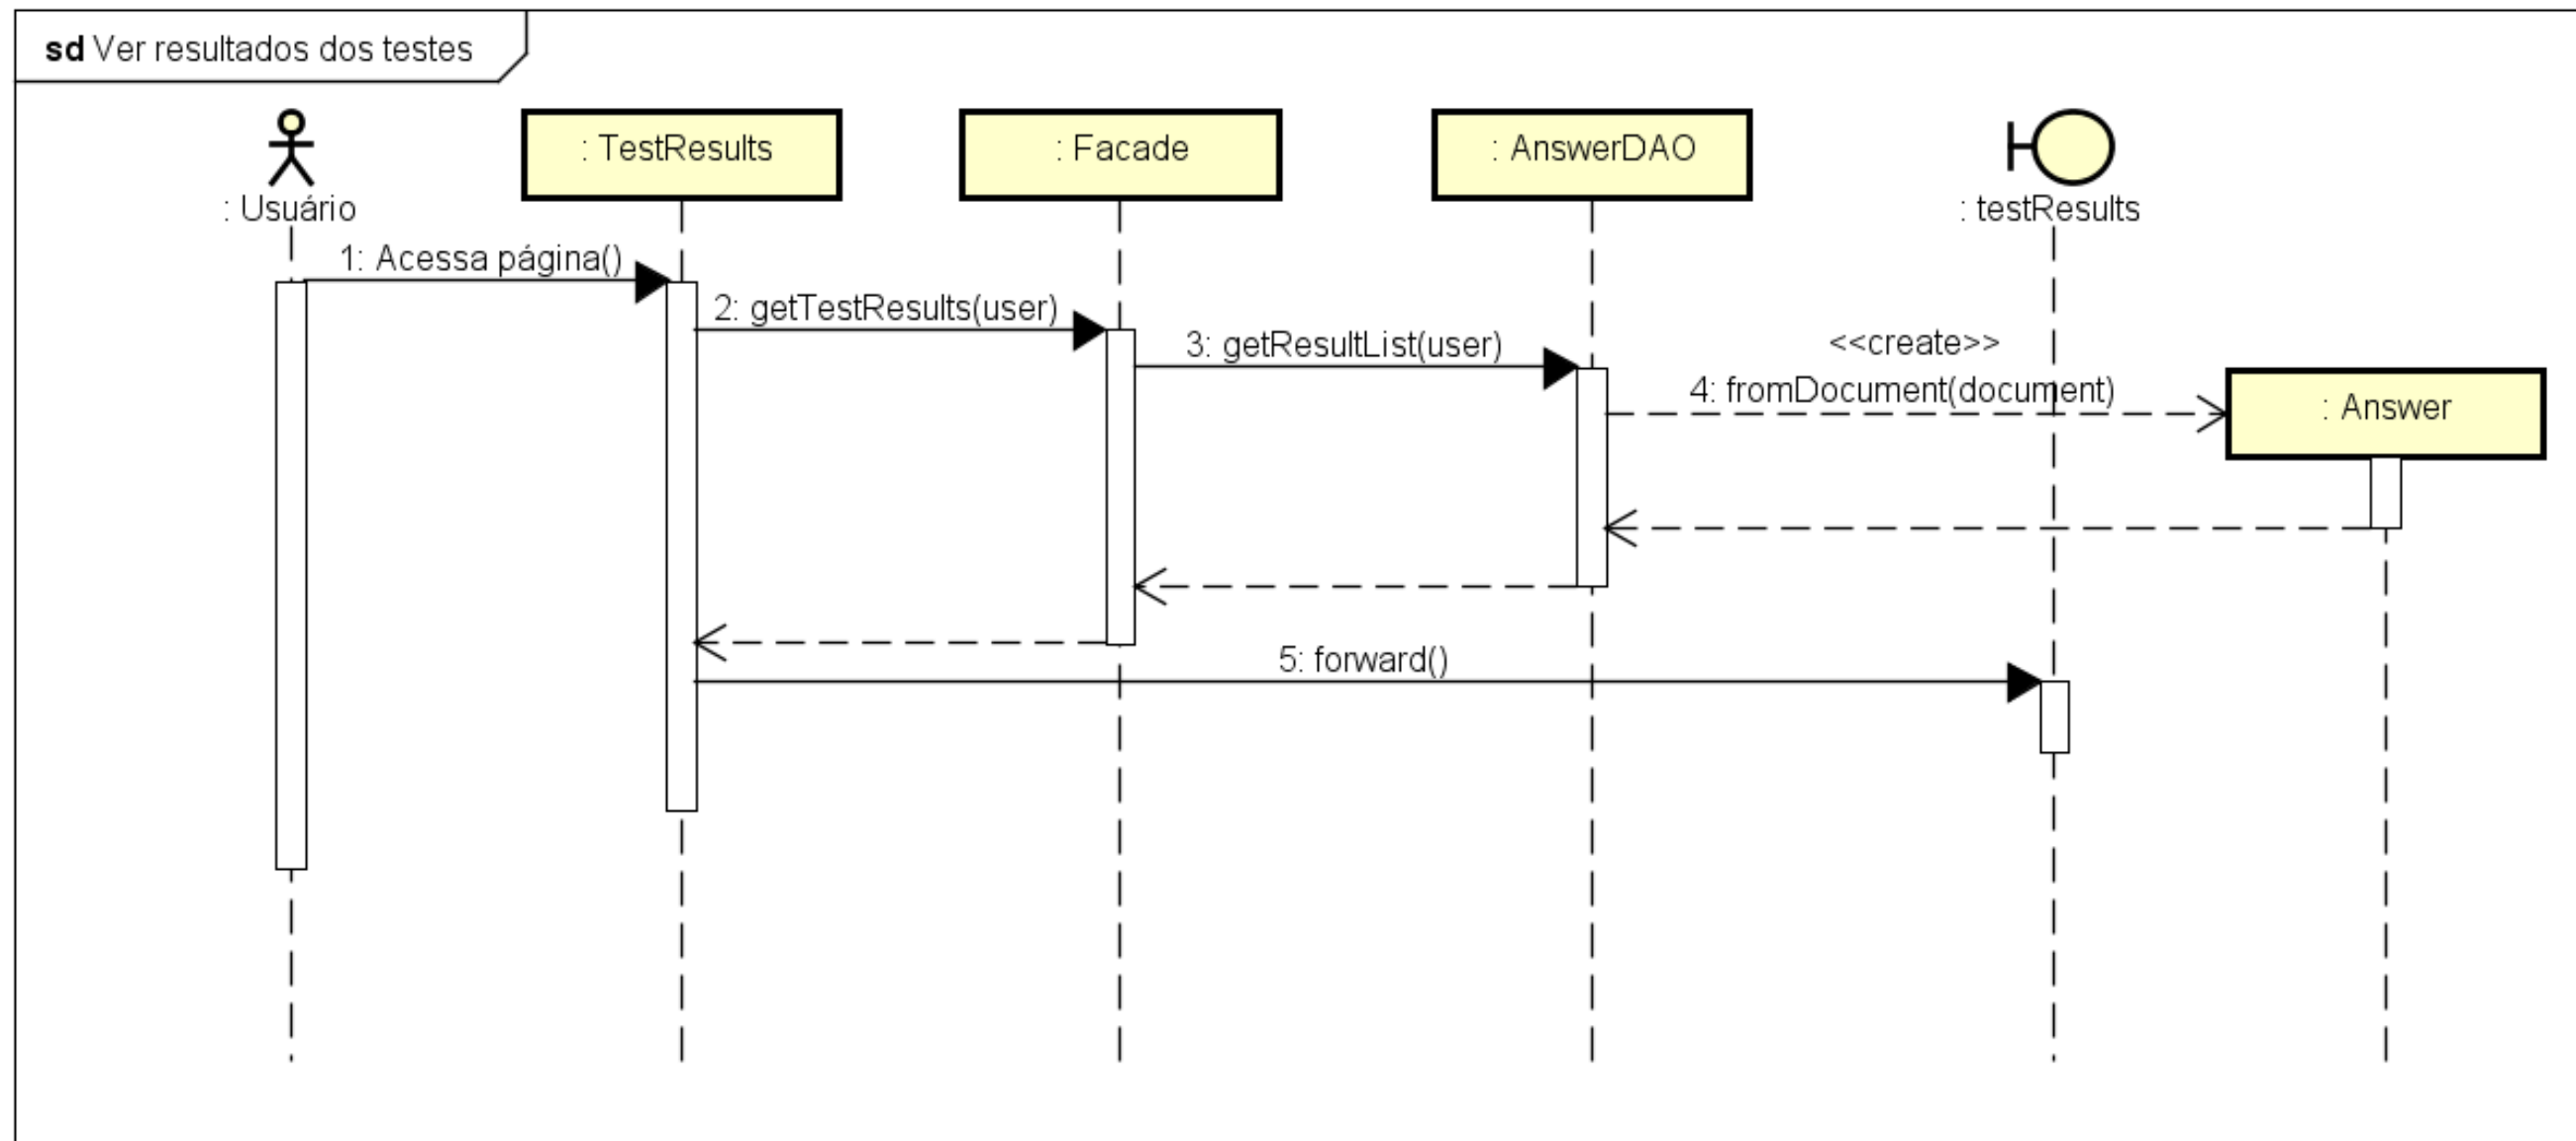 sd Ver resultados dos testes
: Usuário
: TestResults
: Facade
: AnswerDAO
: testResults
1: Acessa página()
2: getTestResults(user)
3: getResultList(user)
<<create>>
4: fromDocument(document)
: Answer
5: forward()